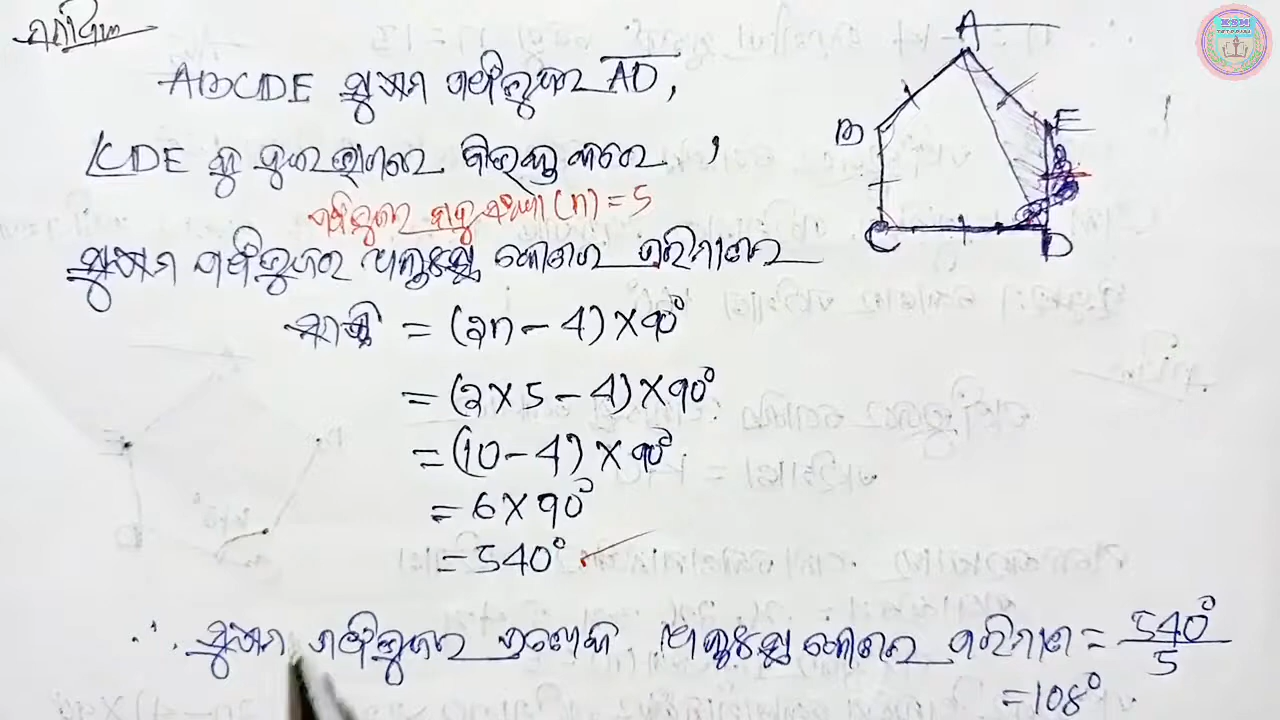 ABCDE ସୁଷମ ପଞ୍ଚଭୁଜର AD,
∠CDE କୁ ଦୁଇଭାଗରେ ବିଭକ୍ତ କରେ,
ପଞ୍ଚଭୁଜର ବାହୁ ସଂଖ୍ୟା (n) = 5
ସୁଷମ ପଞ୍ଚଭୁଜର ଅନ୍ତଃସ୍ଥ କୋଣର ପରିମାଣର
ସମଷ୍ଟି = (2n - 4) × 90°
= (2 × 5 - 4) × 90°
= (10 - 4) × 90°
= 6 × 90°
= 540°
∴ ସୁଷମ ପଞ୍ଚଭୁଜର ପ୍ରତ୍ୟେକ ଅନ୍ତଃସ୍ଥ କୋଣର ପରିମାଣ = 540° / 5
= 108°
A
B
E
C
D
KSM